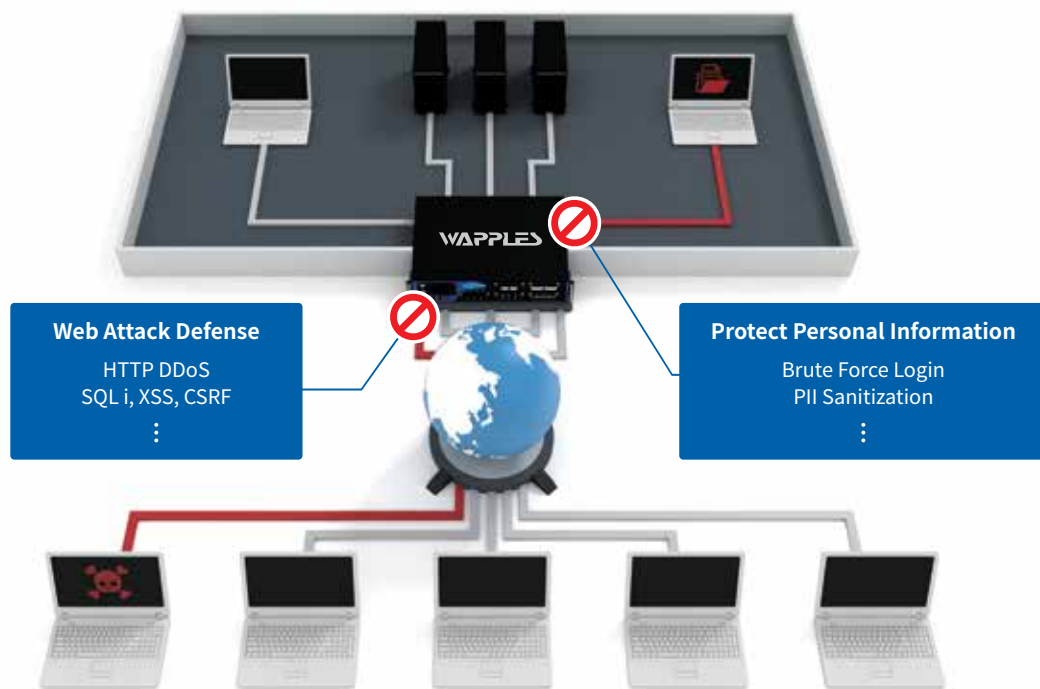 WAPPLES
Web Attack Defense
HTTP DDoS
SQL i, XSS, CSRF
⋮
Protect Personal Information
Brute Force Login
PII Sanitization
⋮